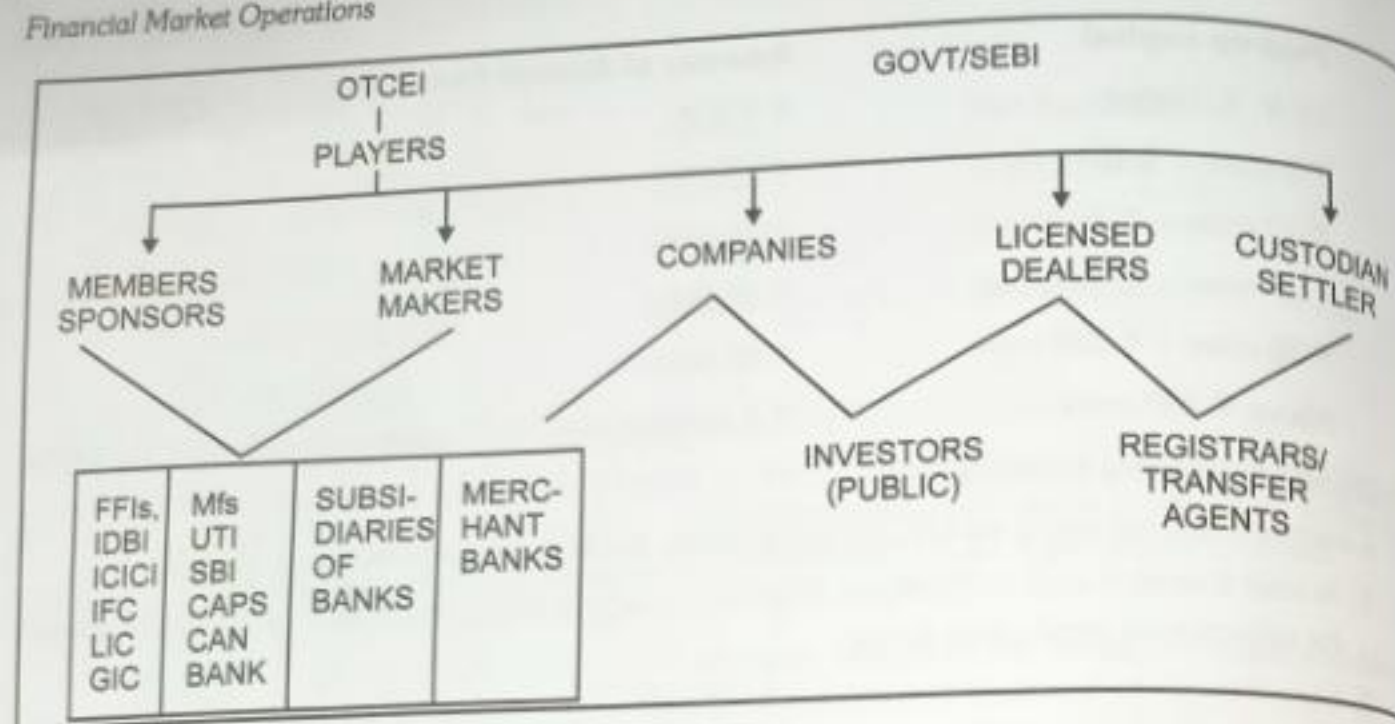 Financial Market Operations
OTCEI
GOVT/SEBI
PLAYERS
MEMBERS
SPONSORS
MARKET
MAKERS
COMPANIES
LICENSED
DEALERS
CUSTODIAN
SETTLER
FFIs,
IDBI
ICICI
IFC
LIC
GIC
Mfs
UTI
SBI
CAPS
CAN
BANK
SUBSI-
DIARIES
OF
BANKS
MERC-
HANT
BANKS
INVESTORS
(PUBLIC)
REGISTRARS/
TRANSFER
AGENTS